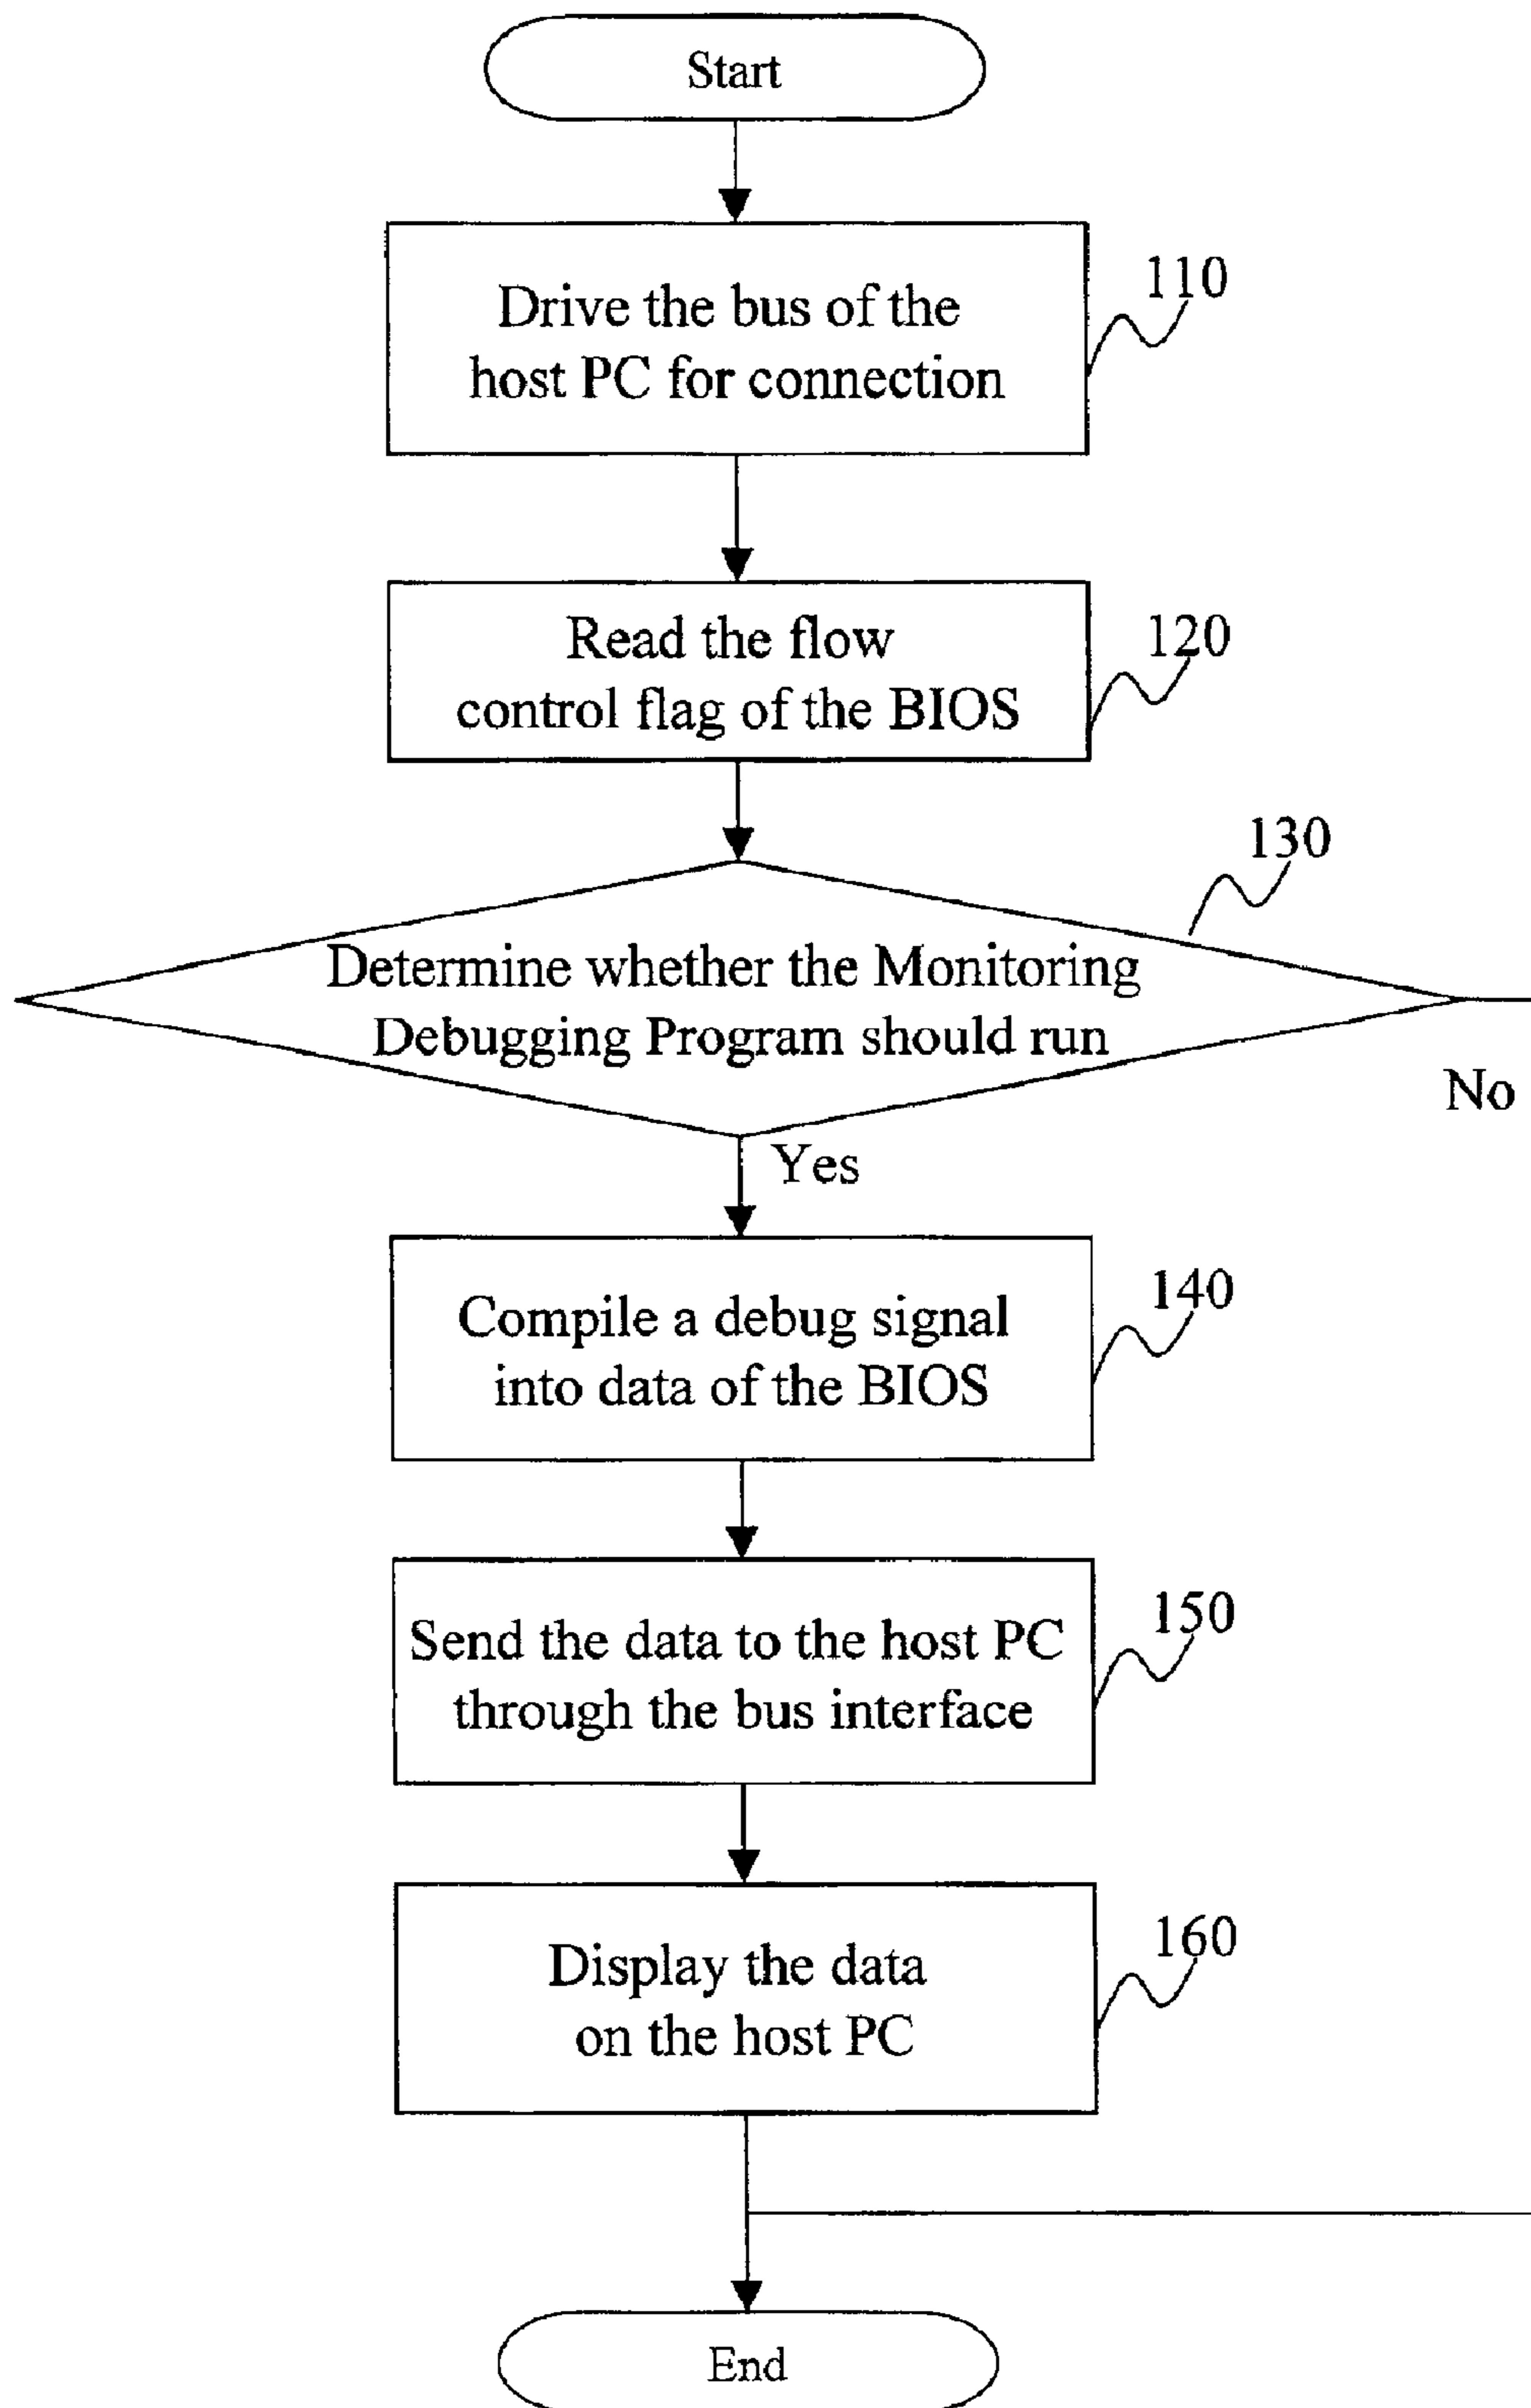 Start
Drive the bus of the
host PC for connection
110
Read the flow
control flag of the BIOS
120
130
Determine whether the Monitoring
Debugging Program should run
No
Yes
Compile a debug signal
into data of the BIOS
140
Send the data to the host PC
through the bus interface
150
Display the data
on the host PC
160
End